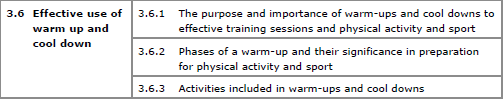 3.6 Effective use of
warm up and
cool down
3.6.1 The purpose and importance of warm-ups and cool downs to
effective training sessions and physical activity and sport
3.6.2 Phases of a warm-up and their significance in preparation
for physical activity and sport
3.6.3 Activities included in warm-ups and cool downs